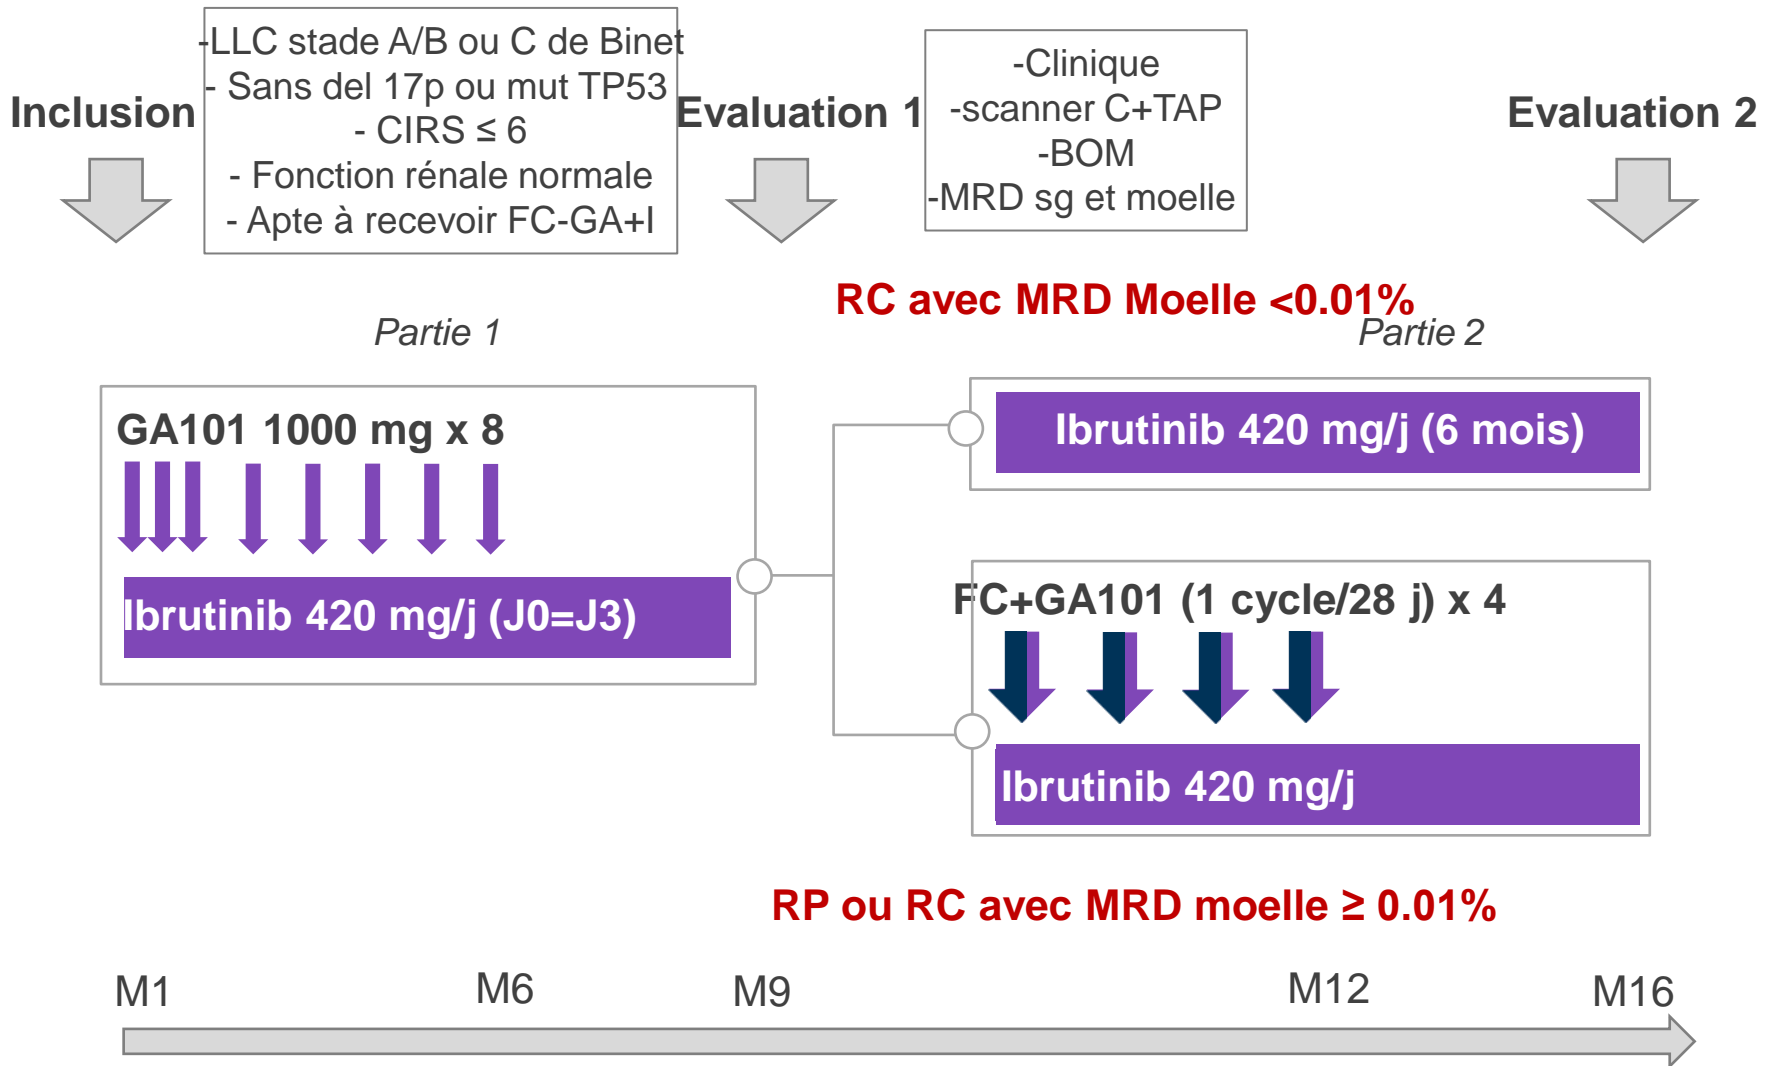 Inclusion
-LLC stade A/B ou C de Binet
- Sans del 17p ou mut TP53
- CIRS ≤ 6
- Fonction rénale normale
- Apte à recevoir FC-GA+I
Evaluation 1
-Clinique
-scanner C+TAP
-BOM
-MRD sg et moelle
Evaluation 2
RC avec MRD Moelle <0.01%
Partie 1
Partie 2
GA101 1000 mg x 8
Ibrutinib 420 mg/j (J0=J3)
Ibrutinib 420 mg/j (6 mois)
FC+GA101 (1 cycle/28 j) x 4
Ibrutinib 420 mg/j
RP ou RC avec MRD moelle ≥ 0.01%
M1
M6
M9
M12
M16